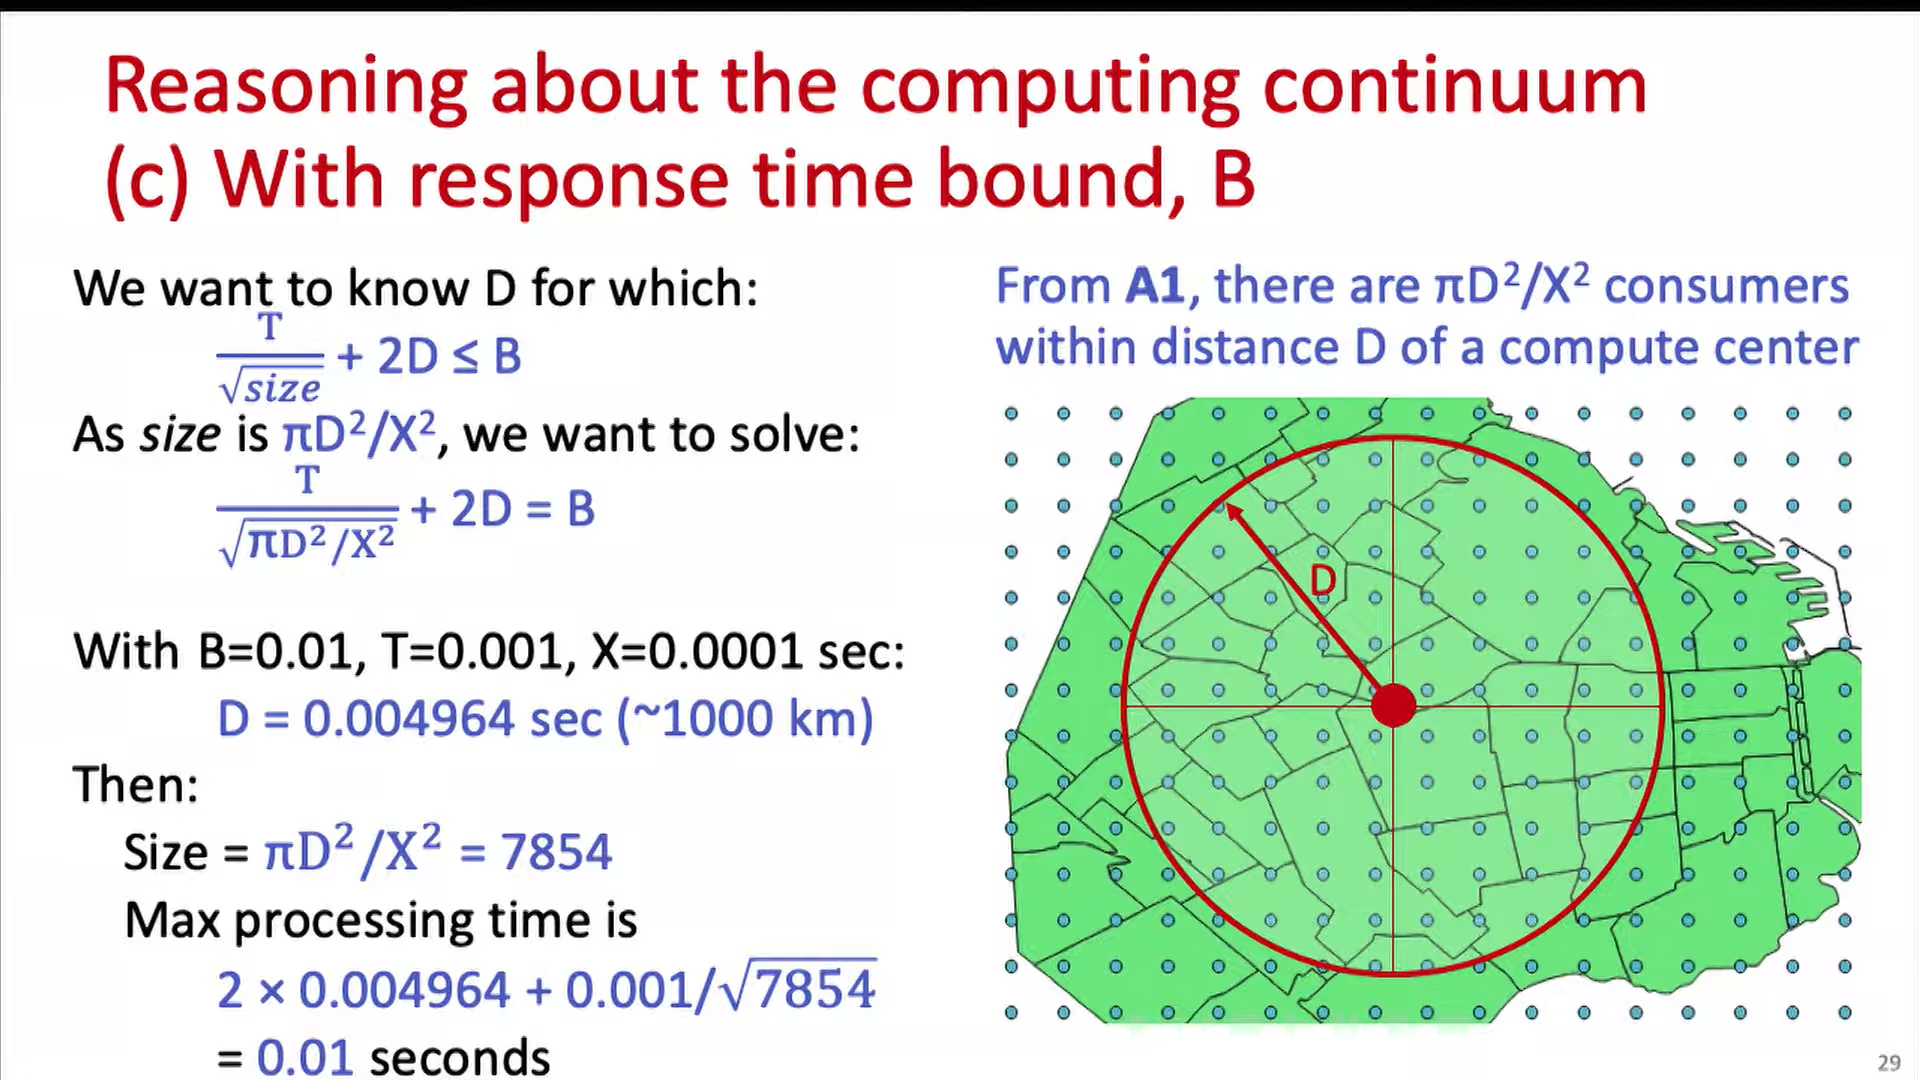 Reasoning about the computing continuum
(c) With response time bound, B
We want to know D for which:
T/√size + 2D ≤ B
As size is πD²/X², we want to solve:
T/√πD²/X² + 2D = B
With B=0.01, T=0.001, X=0.0001 sec:
D = 0.004964 sec (~1000 km)
Then:
Size = πD²/X² = 7854
Max processing time is
2 × 0.004964 + 0.001/√7854
= 0.01 seconds
From A1, there are πD²/X² consumers
within distance D of a compute center
D
29